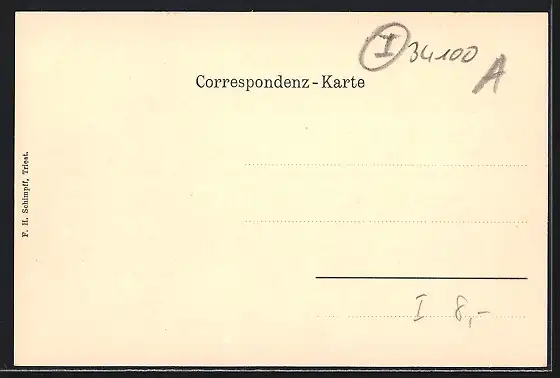 I 34100 A
Correspondenz-Karte
F. H. Schimpff, Triest.
I 8,-